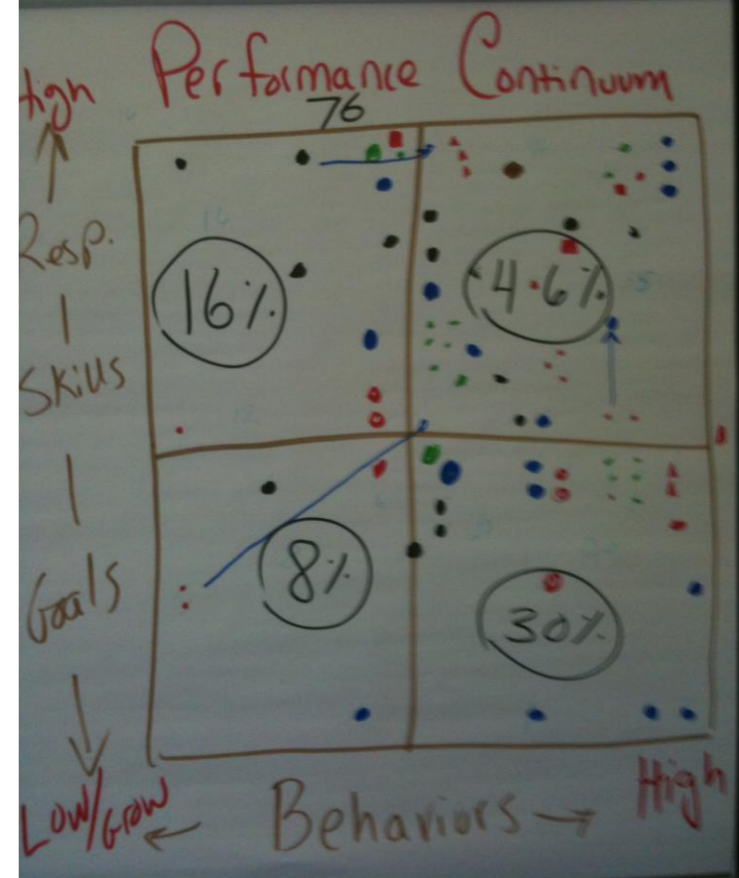 High Performance Continuum
76
Resp.
16%
4.6%
Skills
Goals
8%
30%
Low/Grow
Behaviors
High